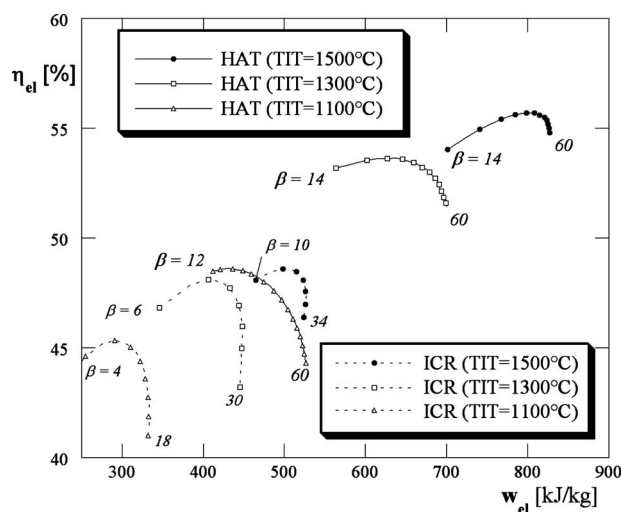 60
η_el [%]
HAT (TIT=1500°C)
HAT (TIT=1300°C)
HAT (TIT=1100°C)
55
β = 14
60
β = 14
60
50
β = 12
β = 10
β = 6
34
45
β = 4
60
30
18
ICR (TIT=1500°C)
ICR (TIT=1300°C)
ICR (TIT=1100°C)
40
300 400 500 600 700 800 900
w_el [kJ/kg]